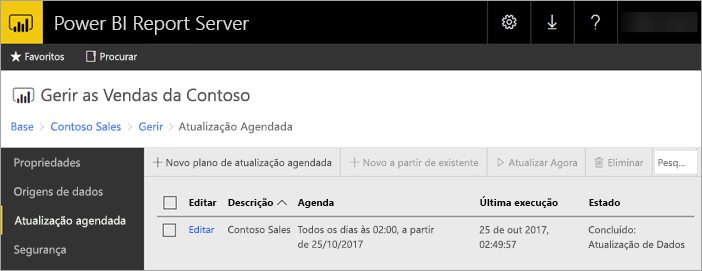 Power BI Report Server
?
Favoritos Procurar
Gerir as Vendas da Contoso
Base > Contoso Sales > Gerir > Atualização Agendada
Propriedades
Origens de dados
Atualização agendada
Segurança
+ Novo plano de atualização agendada + Novo a partir de existente Atualizar Agora Eliminar Pesq...
Editar Descrição Agenda Última execução Estado
Editar Contoso Sales Todos os dias às 02:00, a partir 25 de out 2017, Concluído:
de 25/10/2017 02:49:57 Atualização de Dados